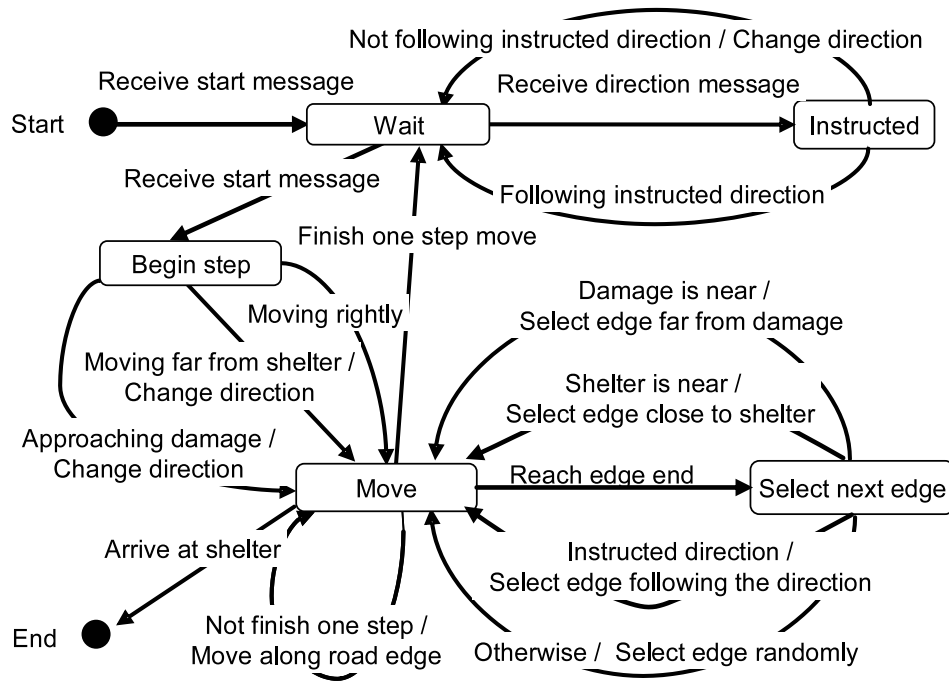 Not following instructed direction / Change direction
Receive start message
Receive direction message
Start
Wait
Instructed
Receive start message
Following instructed direction
Finish one step move
Begin step
Damage is near /
Select edge far from damage
Moving rightly
Moving far from shelter /
Change direction
Shelter is near /
Select edge close to shelter
Approaching damage /
Change direction
Move
Reach edge end
Select next edge
Arrive at shelter
Instructed direction /
Select edge following the direction
End
Not finish one step /
Move along road edge
Otherwise / Select edge randomly